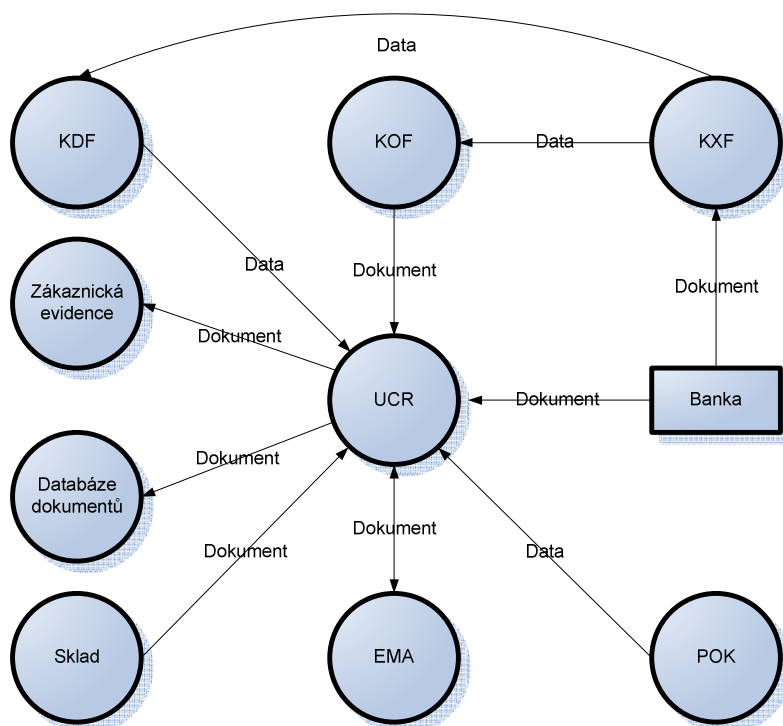 Data
KDF
KOF
Data
KXF
Data
Dokument
Dokument
Zákaznická
evidence
Dokument
UCR
Dokument
Banka
Dokument
Databáze
dokumentů
Dokument
Dokument
Data
Sklad
EMA
POK